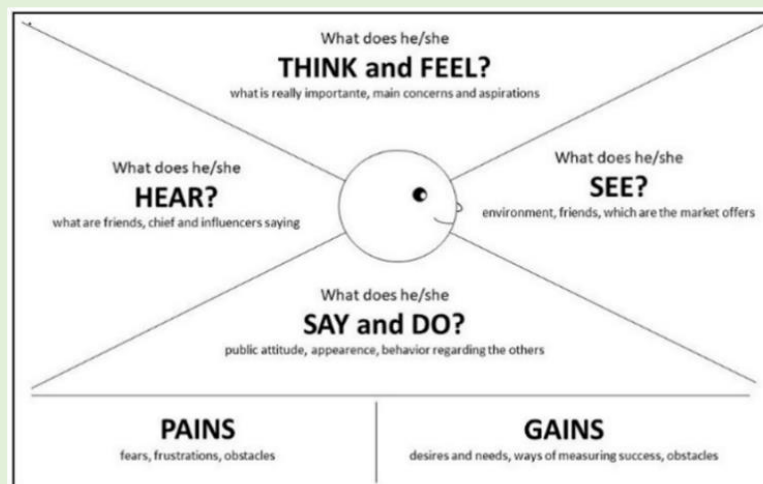 What does he/she
THINK and FEEL?
what is really importante, main concerns and aspirations
What does he/she
HEAR?
what are friends, chief and influencers saying
What does he/she
SEE?
environment, friends, which are the market offers
What does he/she
SAY and DO?
public attitude, appearence, behavior regarding the others
PAINS
fears, frustrations, obstacles
GAINS
desires and needs, ways of measuring success, obstacles